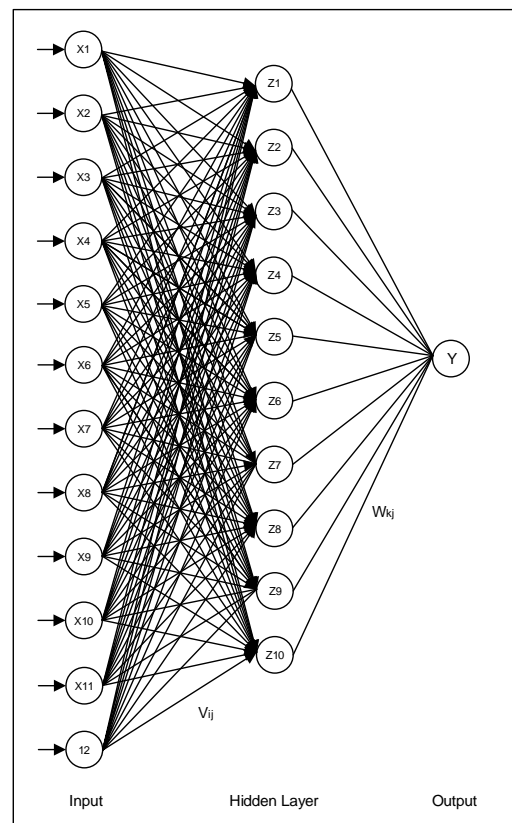 X1
X2
X3
X4
X5
X6
X7
X8
X9
X10
X11
12
Z1
Z2
Z3
Z4
Z5
Z6
Z7
Z8
Z9
Z10
Y
Vij
Wkj
Input
Hidden Layer
Output